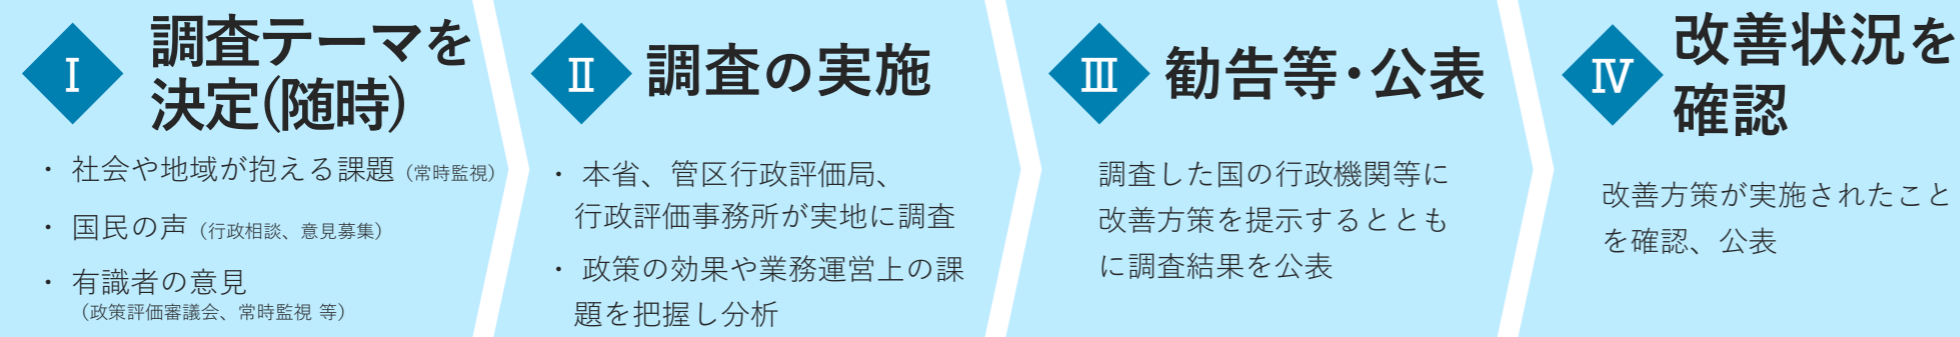 Ⅰ
調査テーマを
決定(随時)
・ 社会や地域が抱える課題（常時監視）
・ 国民の声（行政相談、意見募集）
・ 有識者の意見
（政策評価審議会、常時監視 等）
Ⅱ
調査の実施
・ 本省、管区行政評価局、
行政評価事務所が実地に調査
・ 政策の効果や業務運営上の課
題を把握し分析
Ⅲ
勧告等・公表
調査した国の行政機関等に
改善方策を提示するととも
に調査結果を公表
Ⅳ
改善状況を
確認
改善方策が実施されたこと
を確認、公表